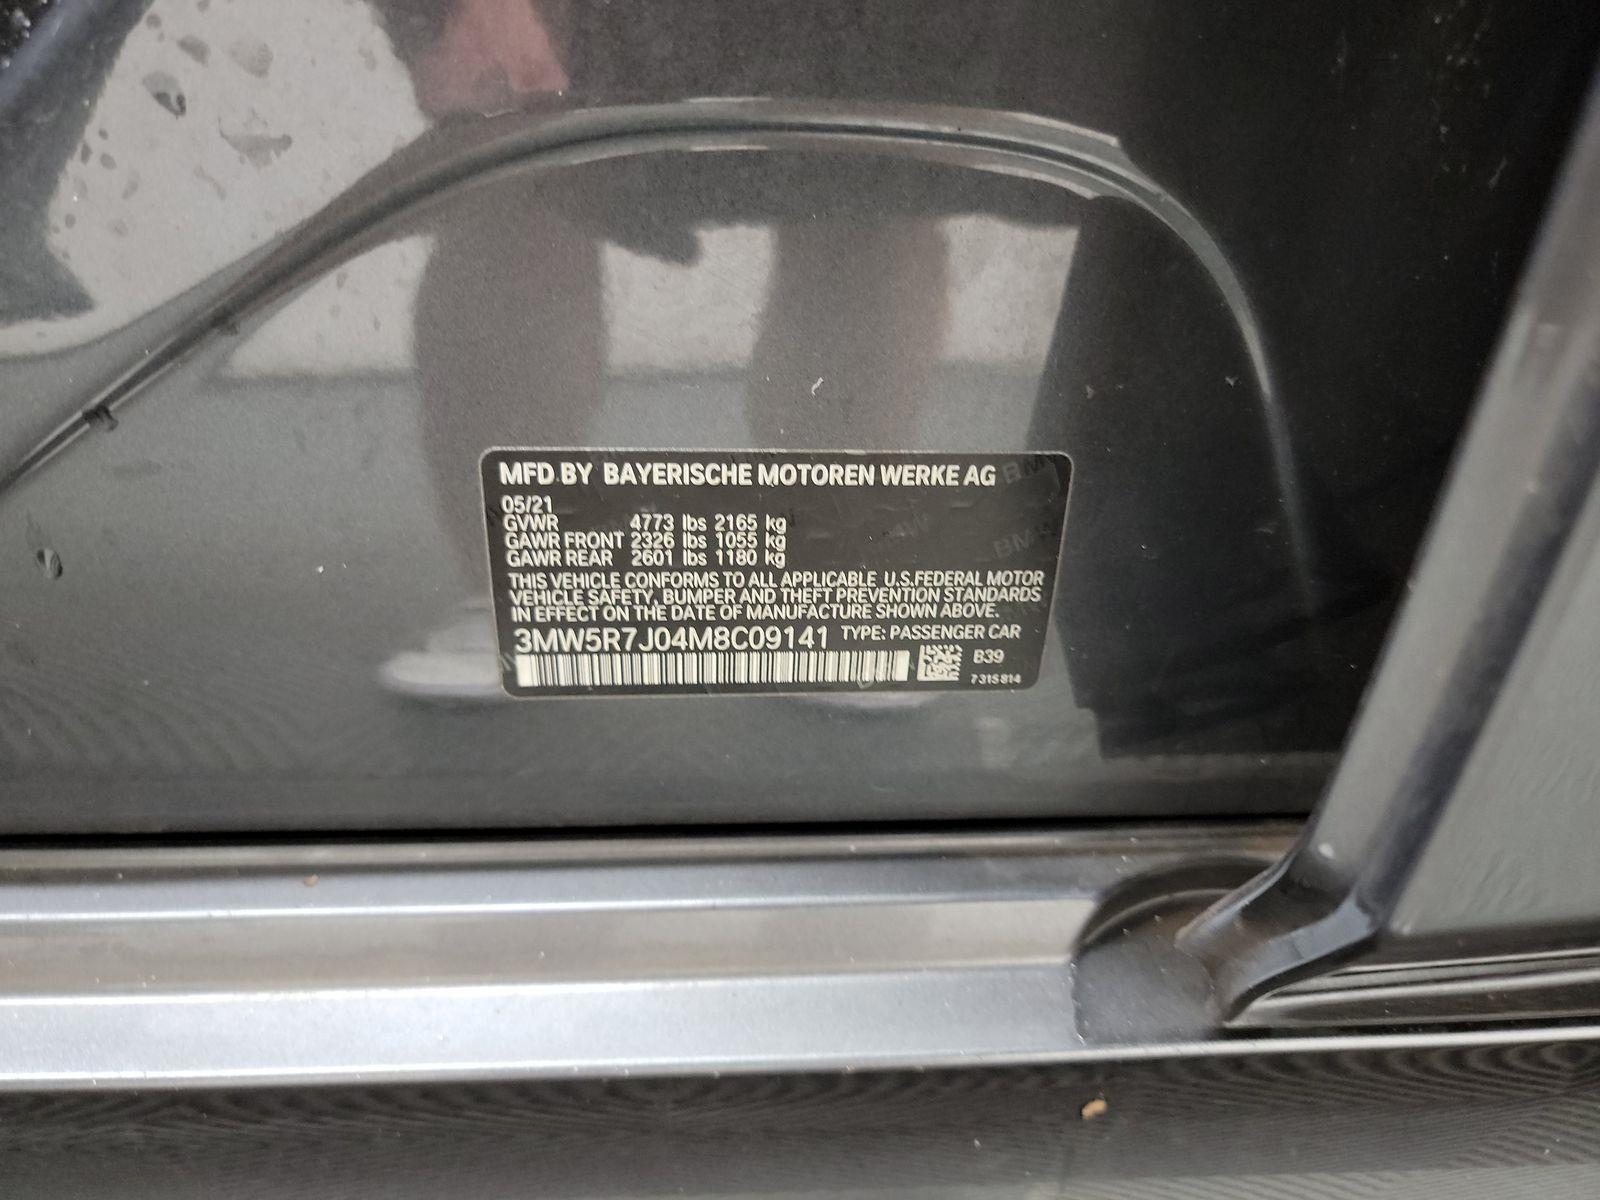 MFD BY BAYERISCHE MOTOREN WERKE AG
05/21
GVWR 4773 lbs 2165 kg
GAWR FRONT 2326 lbs 1055 kg
GAWR REAR 2601 lbs 1180 kg
THIS VEHICLE CONFORMS TO ALL APPLICABLE U.S.FEDERAL MOTOR
VEHICLE SAFETY, BUMPER AND THEFT PREVENTION STANDARDS
IN EFFECT ON THE DATE OF MANUFACTURE SHOWN ABOVE.
3MW5R7J04M8C09141 TYPE: PASSENGER CAR
B39
7315814